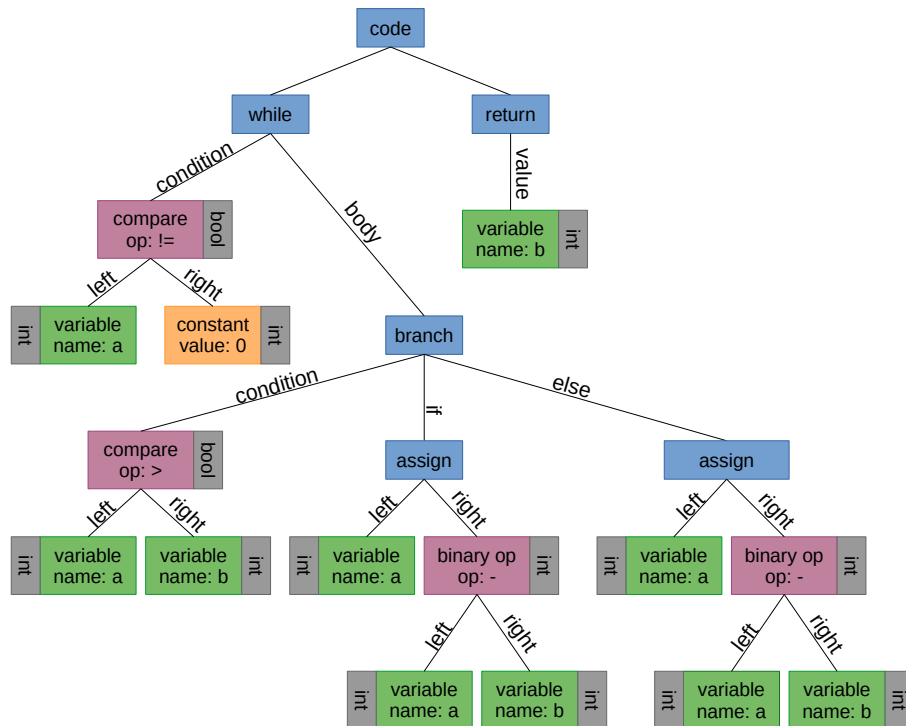 code
while
return
condition
body
value
compare
op: !=
bool
variable
name: b
int
left
right
int
variable
name: a
constant
value: 0
int
branch
condition
if
else
compare
op: >
bool
assign
assign
left
right
left
right
left
right
int
variable
name: a
variable
name: b
int
int
variable
name: a
binary op
op: -
int
int
variable
name: a
binary op
op: -
int
left
right
left
right
int
variable
name: a
variable
name: b
int
int
variable
name: a
variable
name: b
int